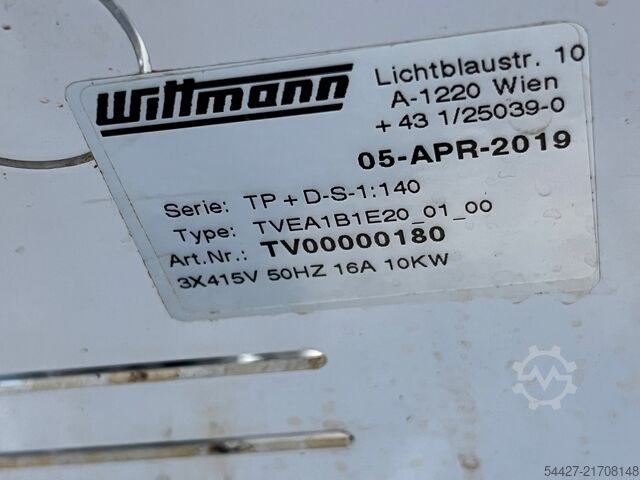 Wittmann
Lichtblaustr. 10
A-1220 Wien
+43 1/25039-0
05-APR-2019
Serie: TP+D-S-1:140
Type: TVEA1B1E20_01_00
Art.Nr.: TV00000180
3X415V 50HZ 16A 10KW
54427-21708148